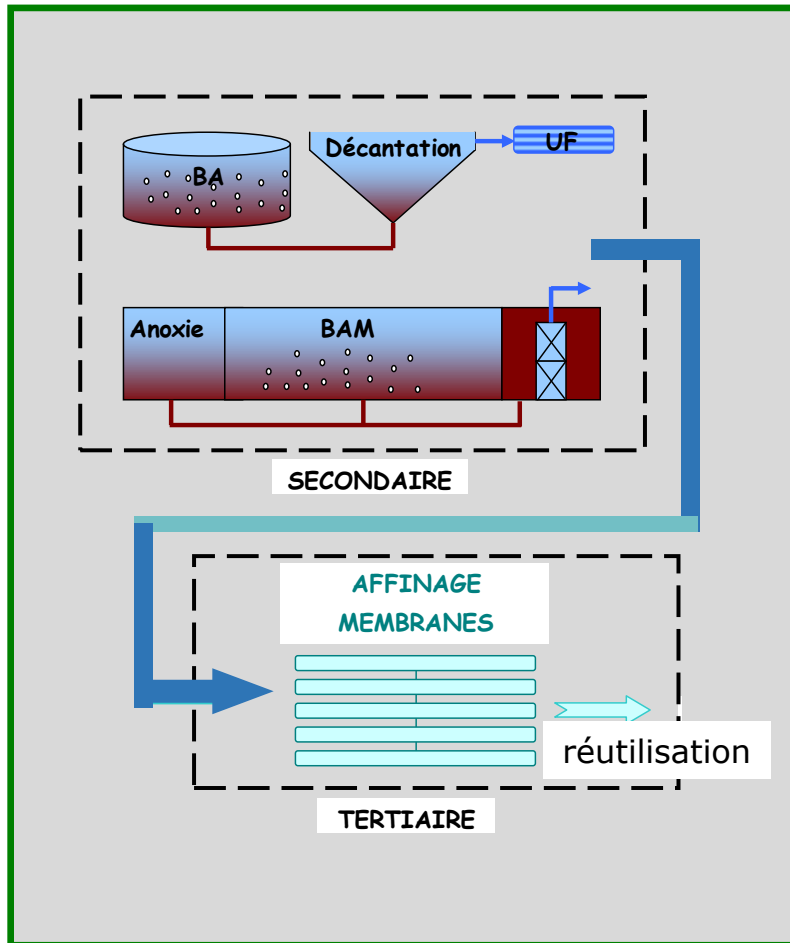 BA
Décantation
UF
Anoxie
BAM
SECONDAIRE
AFFINAGE
MEMBRANES
réutilisation
TERTIAIRE